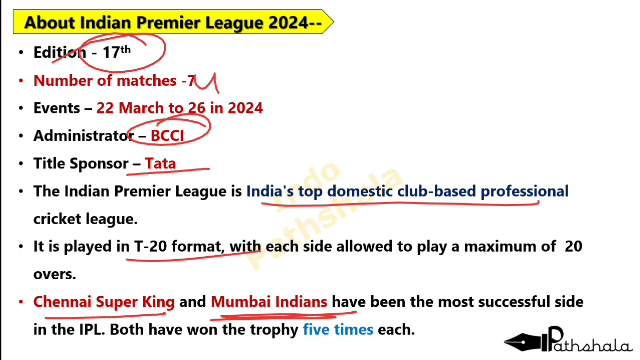 About Indian Premier League 2024--
• Edition - 17th
• Number of matches -74
• Events – 22 March to 26 in 2024
• Administrator – BCCI
• Title Sponsor – Tata
• The Indian Premier League is India's top domestic club-based professional
cricket league.
• It is played in T-20 format, with each side allowed to play a maximum of 20
overs.
• Chennai Super King and Mumbai Indians have been the most successful side
in the IPL. Both have won the trophy five times each.
Indo
Pathshala
Pathshala